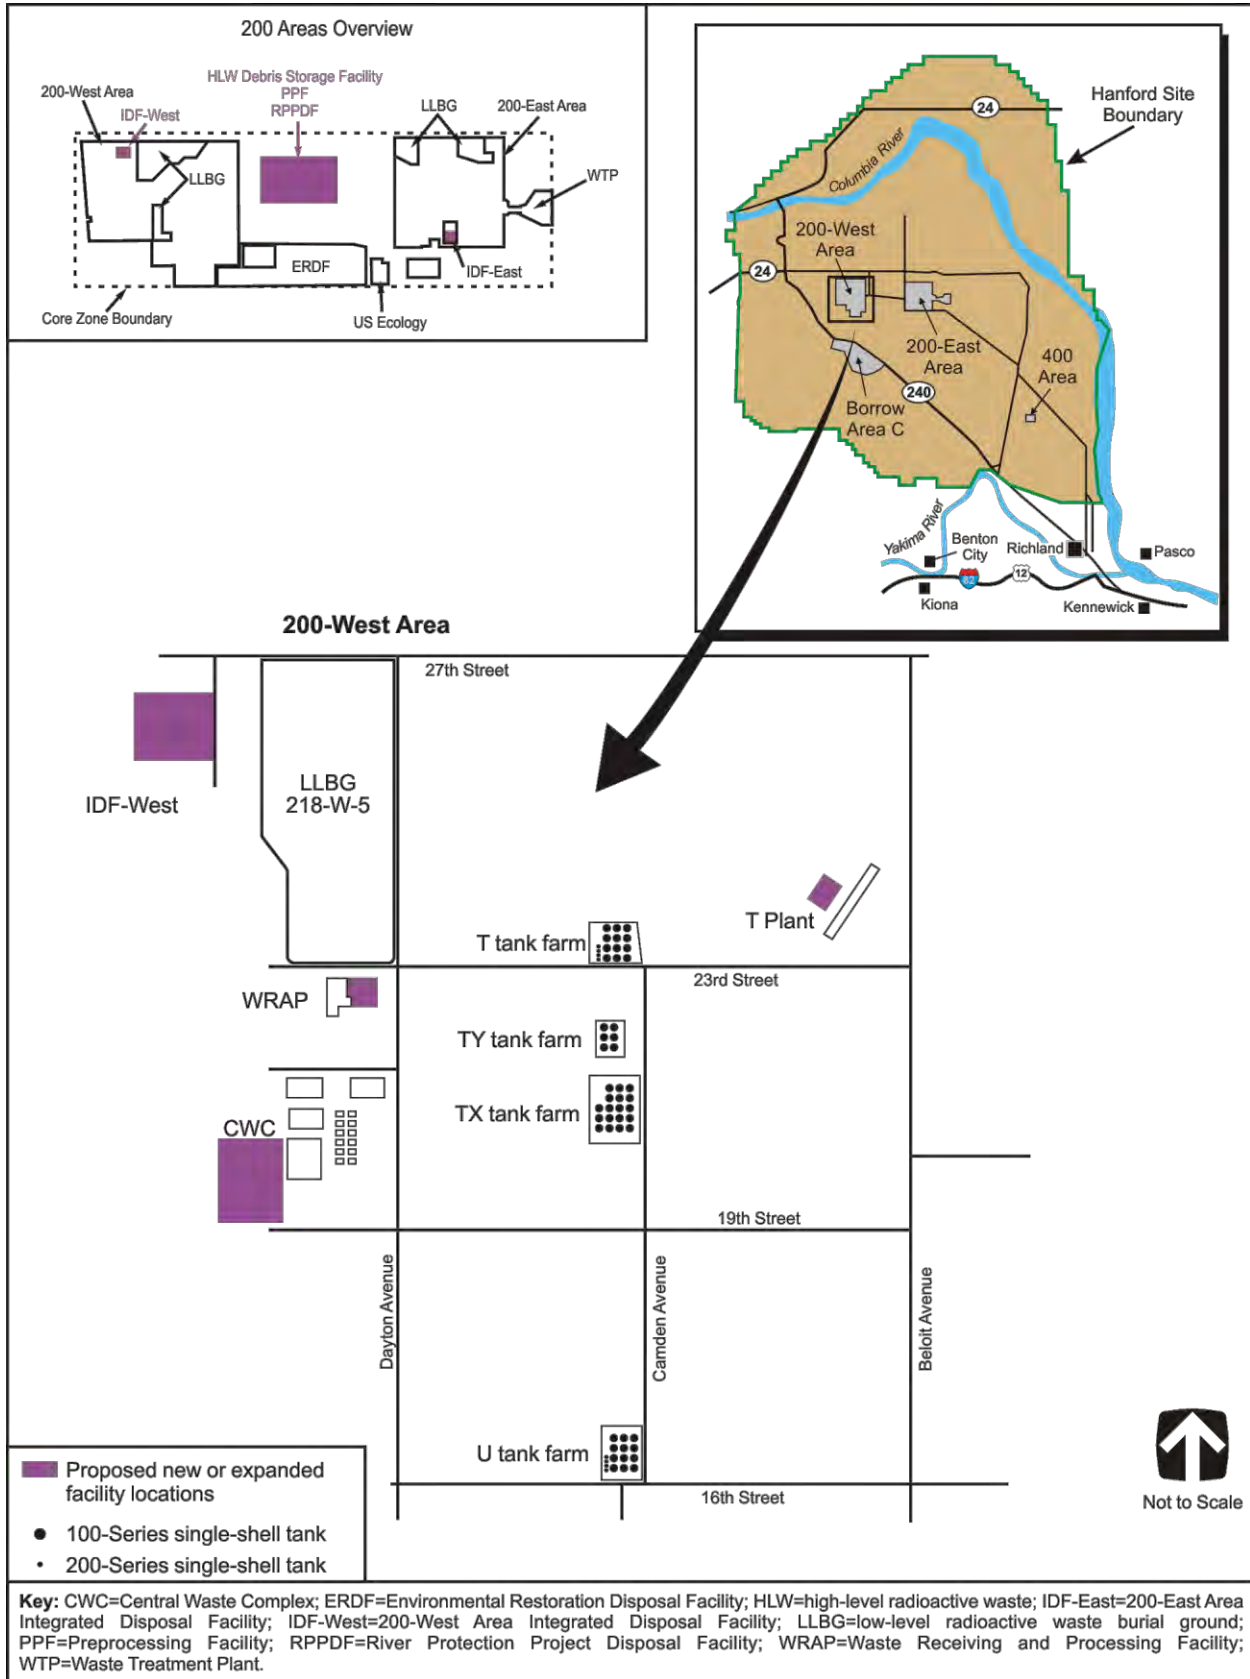 200 Areas Overview
HLW Debris Storage Facility
PPF
RPPDF
200-West Area
IDF-West
LLBG
LLBG
200-East Area
WTP
ERDF
IDF-East
Core Zone Boundary
US Ecology
24
Hanford Site
Boundary
Columbia River
200-West
Area
24
200-East
Area
400
Area
240
Borrow
Area C
Yakima River
Benton
City
Richland
Pasco
82
12
Kiona
Kennewick
200-West Area
27th Street
LLBG
218-W-5
IDF-West
T Plant
T tank farm
23rd Street
WRAP
TY tank farm
TX tank farm
CWC
19th Street
Dayton Avenue
Camden Avenue
Beloit Avenue
U tank farm
16th Street
Not to Scale
Proposed new or expanded
facility locations
100-Series single-shell tank
200-Series single-shell tank
Key: CWC=Central Waste Complex; ERDF=Environmental Restoration Disposal Facility; HLW=high-level radioactive waste; IDF-East=200-East Area
Integrated Disposal Facility; IDF-West=200-West Area Integrated Disposal Facility; LLBG=low-level radioactive waste burial ground;
PPF=Preprocessing Facility; RPPDF=River Protection Project Disposal Facility; WRAP=Waste Receiving and Processing Facility;
WTP=Waste Treatment Plant.